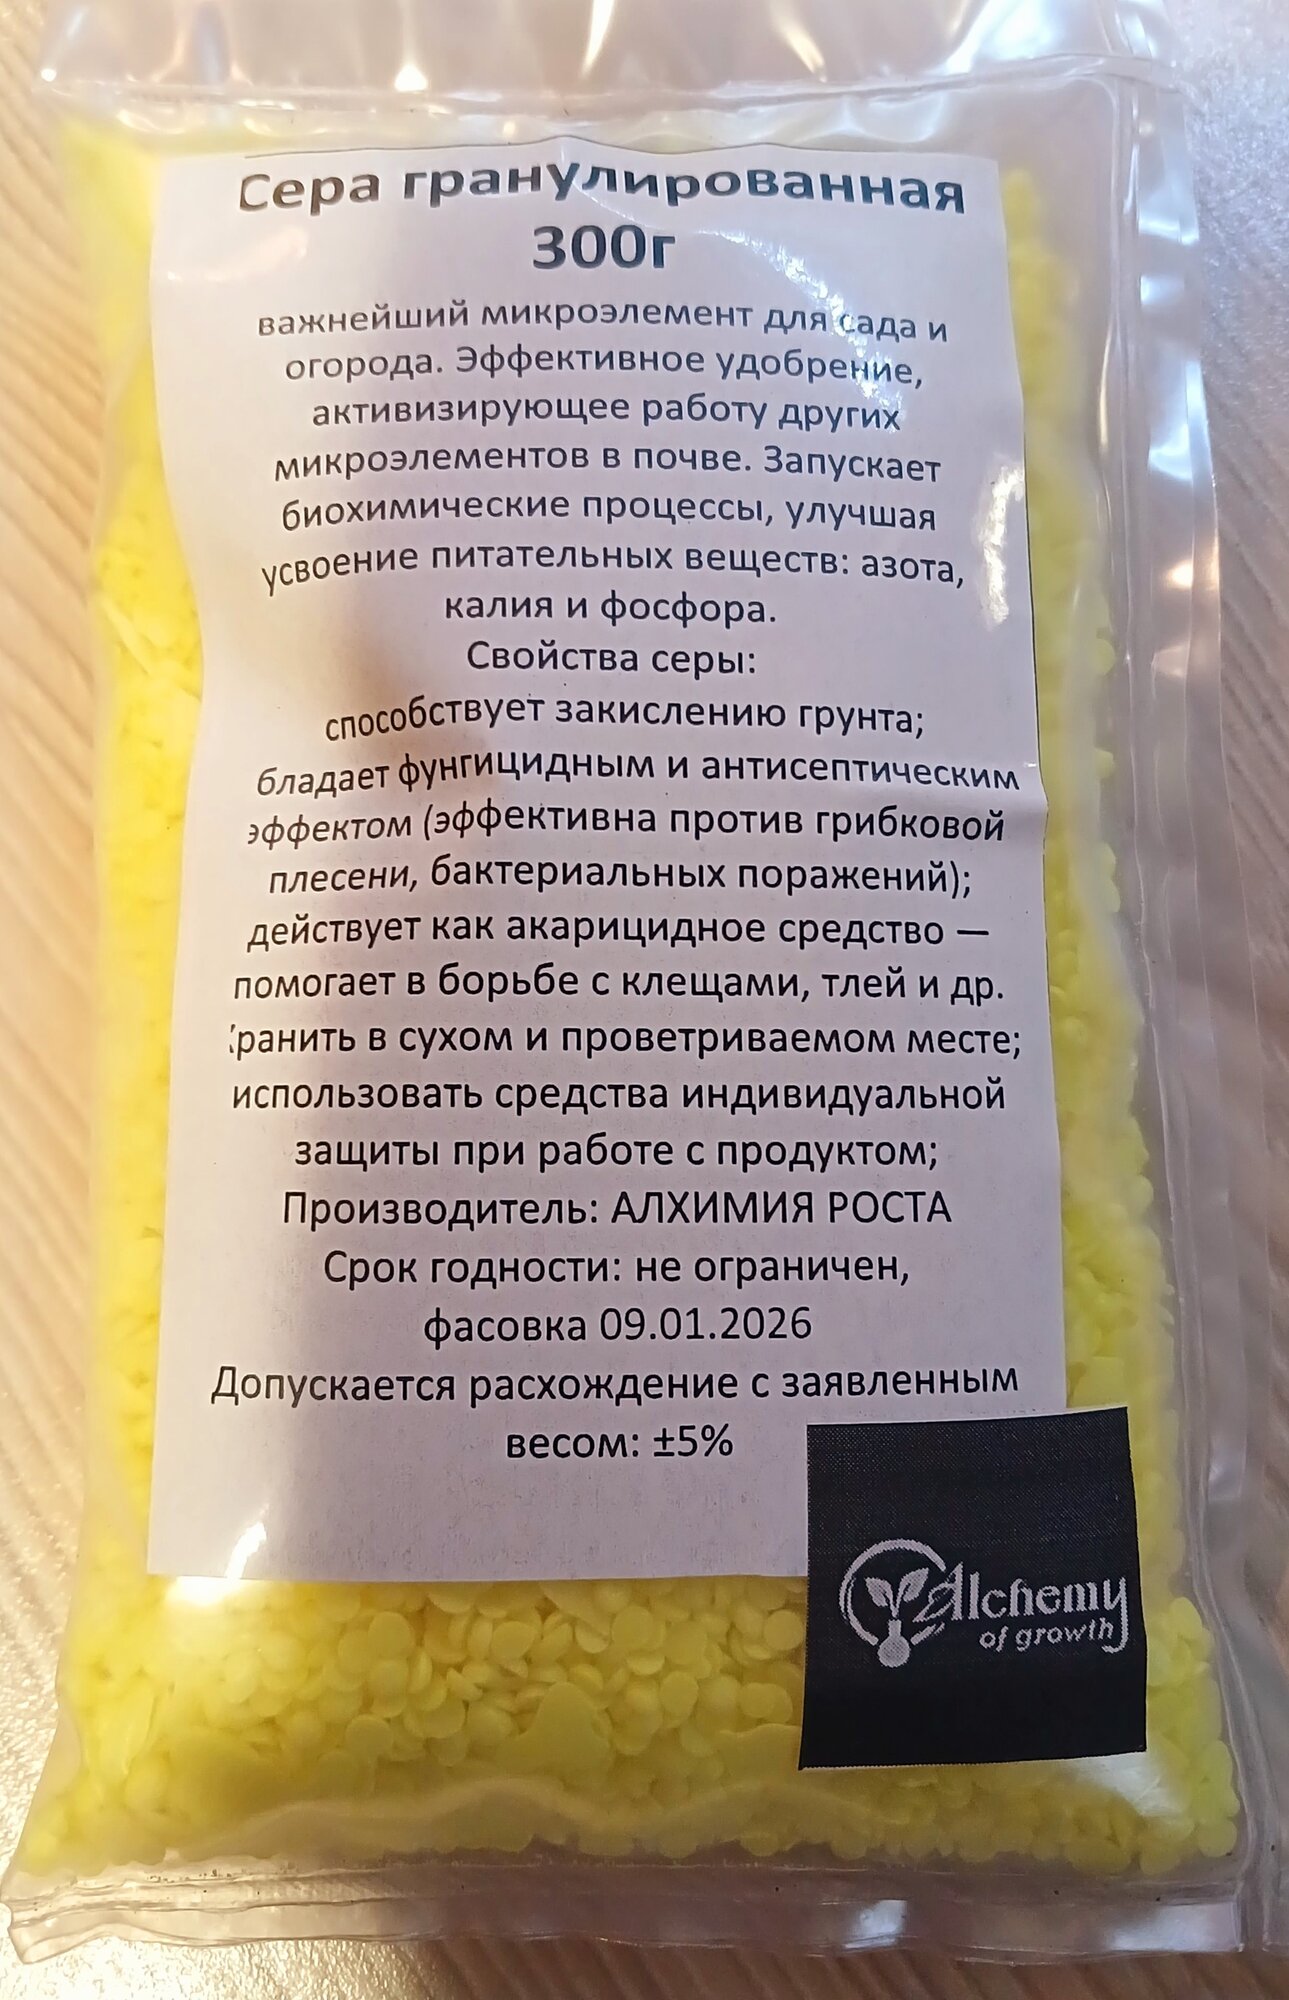 Сера гранулированная
300г
важнейший микроэлемент для сада и
огорода. Эффективное удобрение,
активизирующее работу других
микроэлементов в почве. Запускает
биохимические процессы, улучшая
усвоение питательных веществ: азота,
калия и фосфора.
Свойства серы:
способствует закислению грунта;
бладает фунгицидным и антисептическим
эффектом (эффективна против грибковой
плесени, бактериальных поражений);
действует как акарицидное средство —
помогает в борьбе с клещами, тлей и др.
Хранить в сухом и проветриваемом месте;
использовать средства индивидуальной
защиты при работе с продуктом;
Производитель: АЛХИМИЯ РОСТА
Срок годности: не ограничен,
фасовка 09.01.2026
Допускается расхождение с заявленным
весом: ±5%
Alchemy
of growth